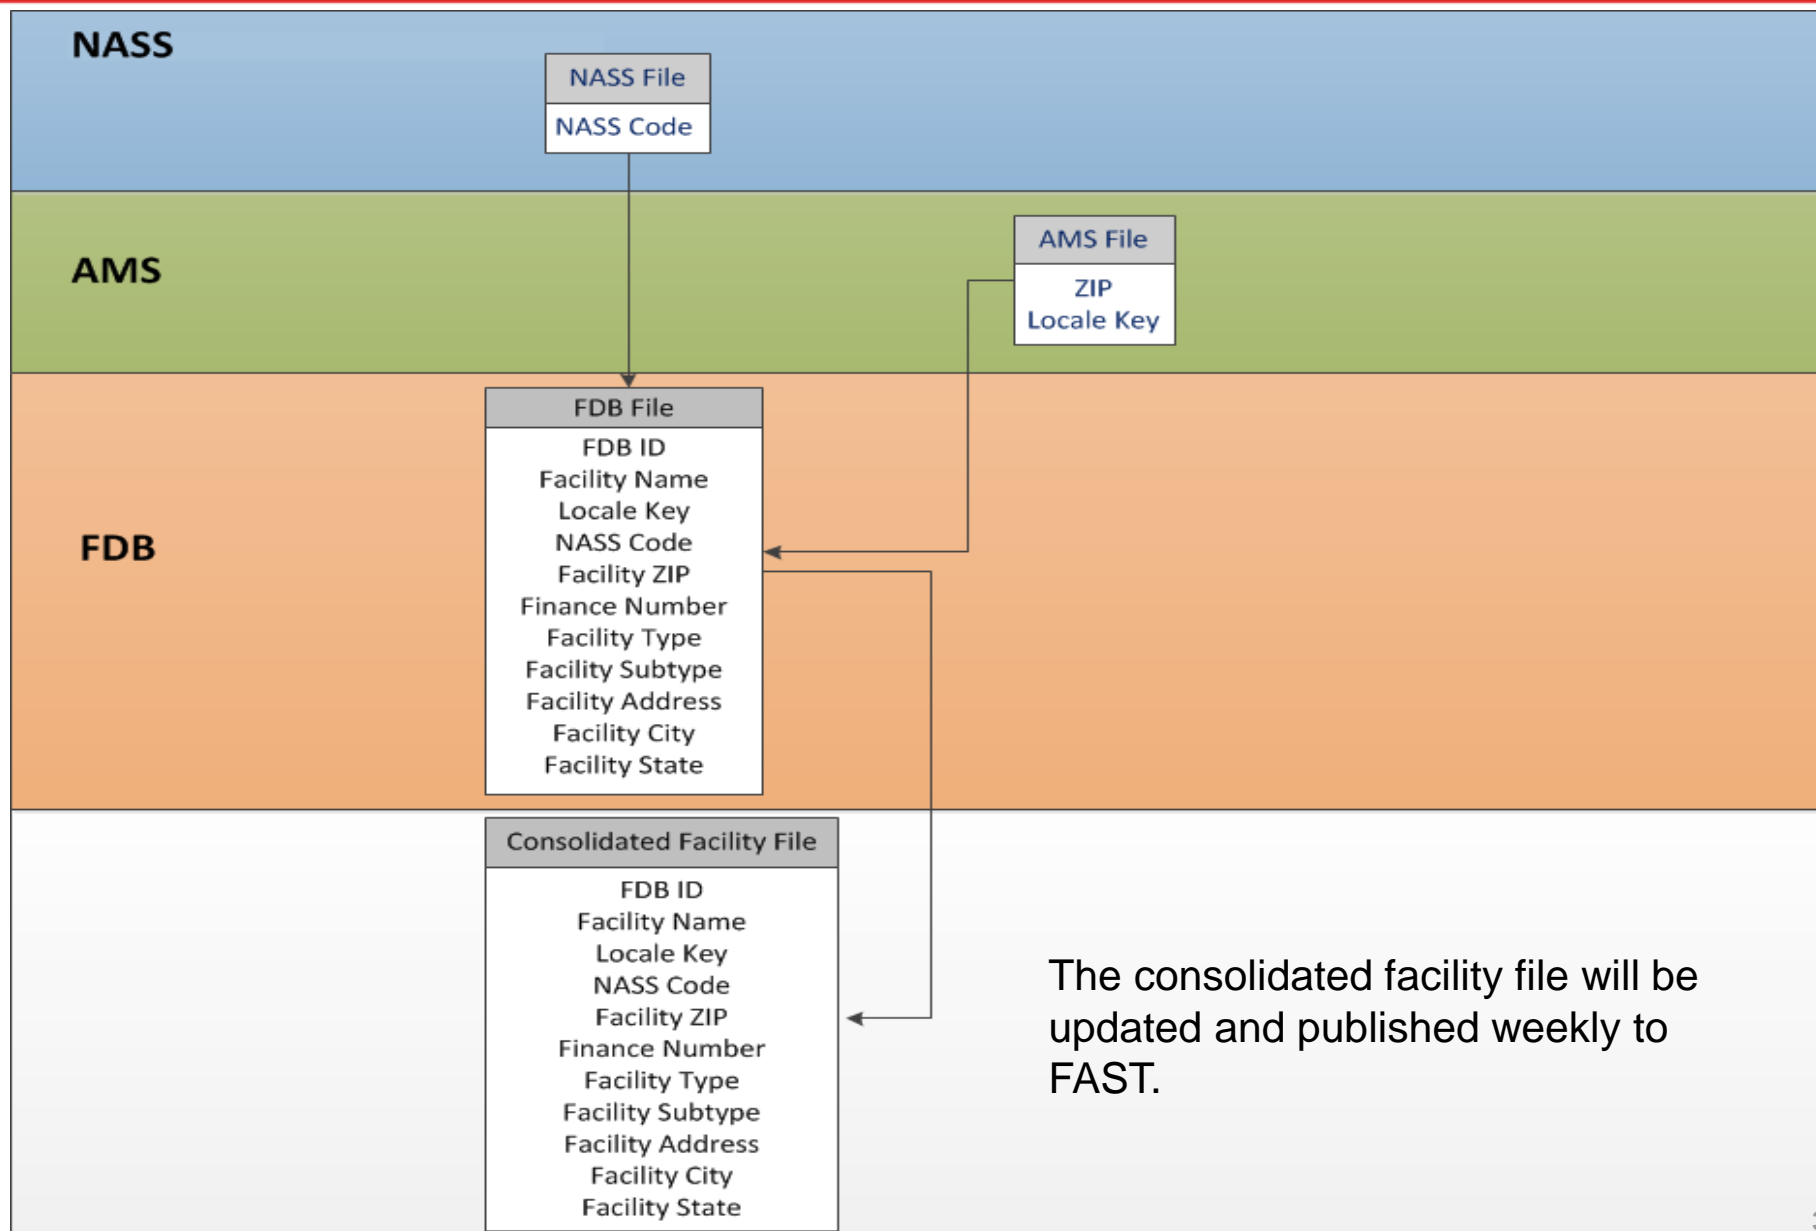 NASS
NASS File
NASS Code
AMS
AMS File
ZIP
Locale Key
FDB
FDB File
FDB ID
Facility Name
Locale Key
NASS Code
Facility ZIP
Finance Number
Facility Type
Facility Subtype
Facility Address
Facility City
Facility State
Consolidated Facility File
FDB ID
Facility Name
Locale Key
NASS Code
Facility ZIP
Finance Number
Facility Type
Facility Subtype
Facility Address
Facility City
Facility State
The consolidated facility file will be
updated and published weekly to
FAST.